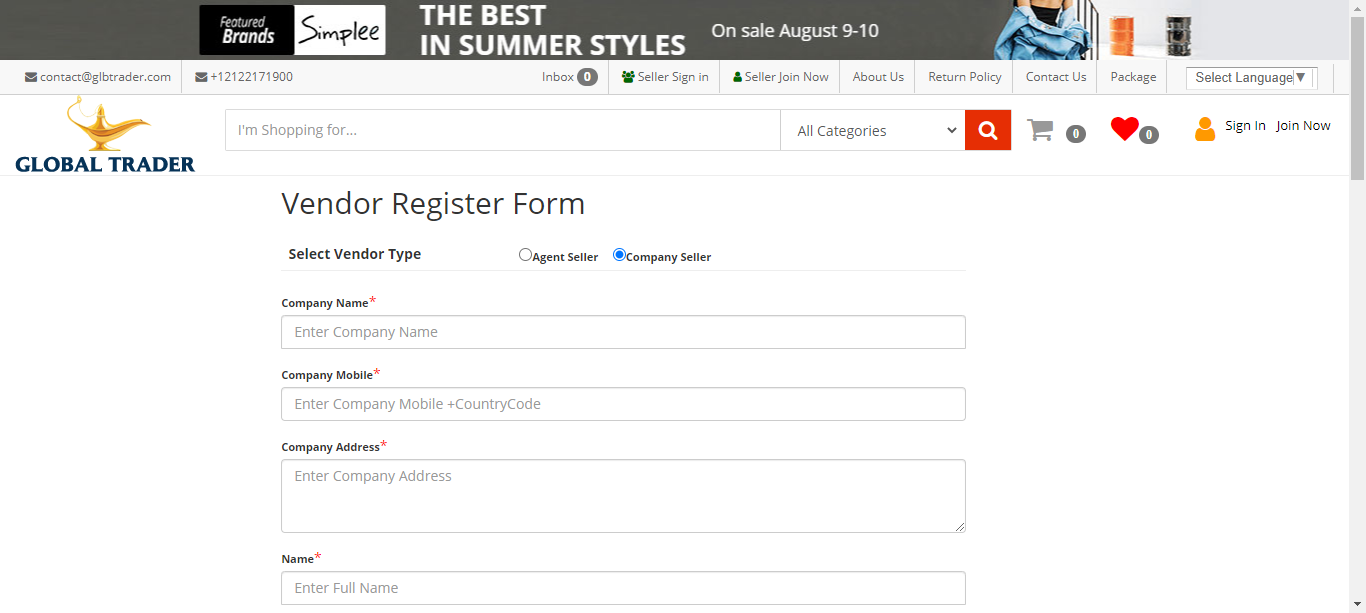 Featured Brands Simplee THE BEST IN SUMMER STYLES On sale August 9-10
contact@glbtrader.com +12122171900 Inbox 0 Seller Sign in Seller Join Now About Us Return Policy Contact Us Package Select Language▼
GLOBAL TRADER
I'm Shopping for... All Categories 0 0 Sign In Join Now
Vendor Register Form
Select Vendor Type Agent Seller Company Seller
Company Name*
Enter Company Name
Company Mobile*
Enter Company Mobile +CountryCode
Company Address*
Enter Company Address
Name*
Enter Full Name